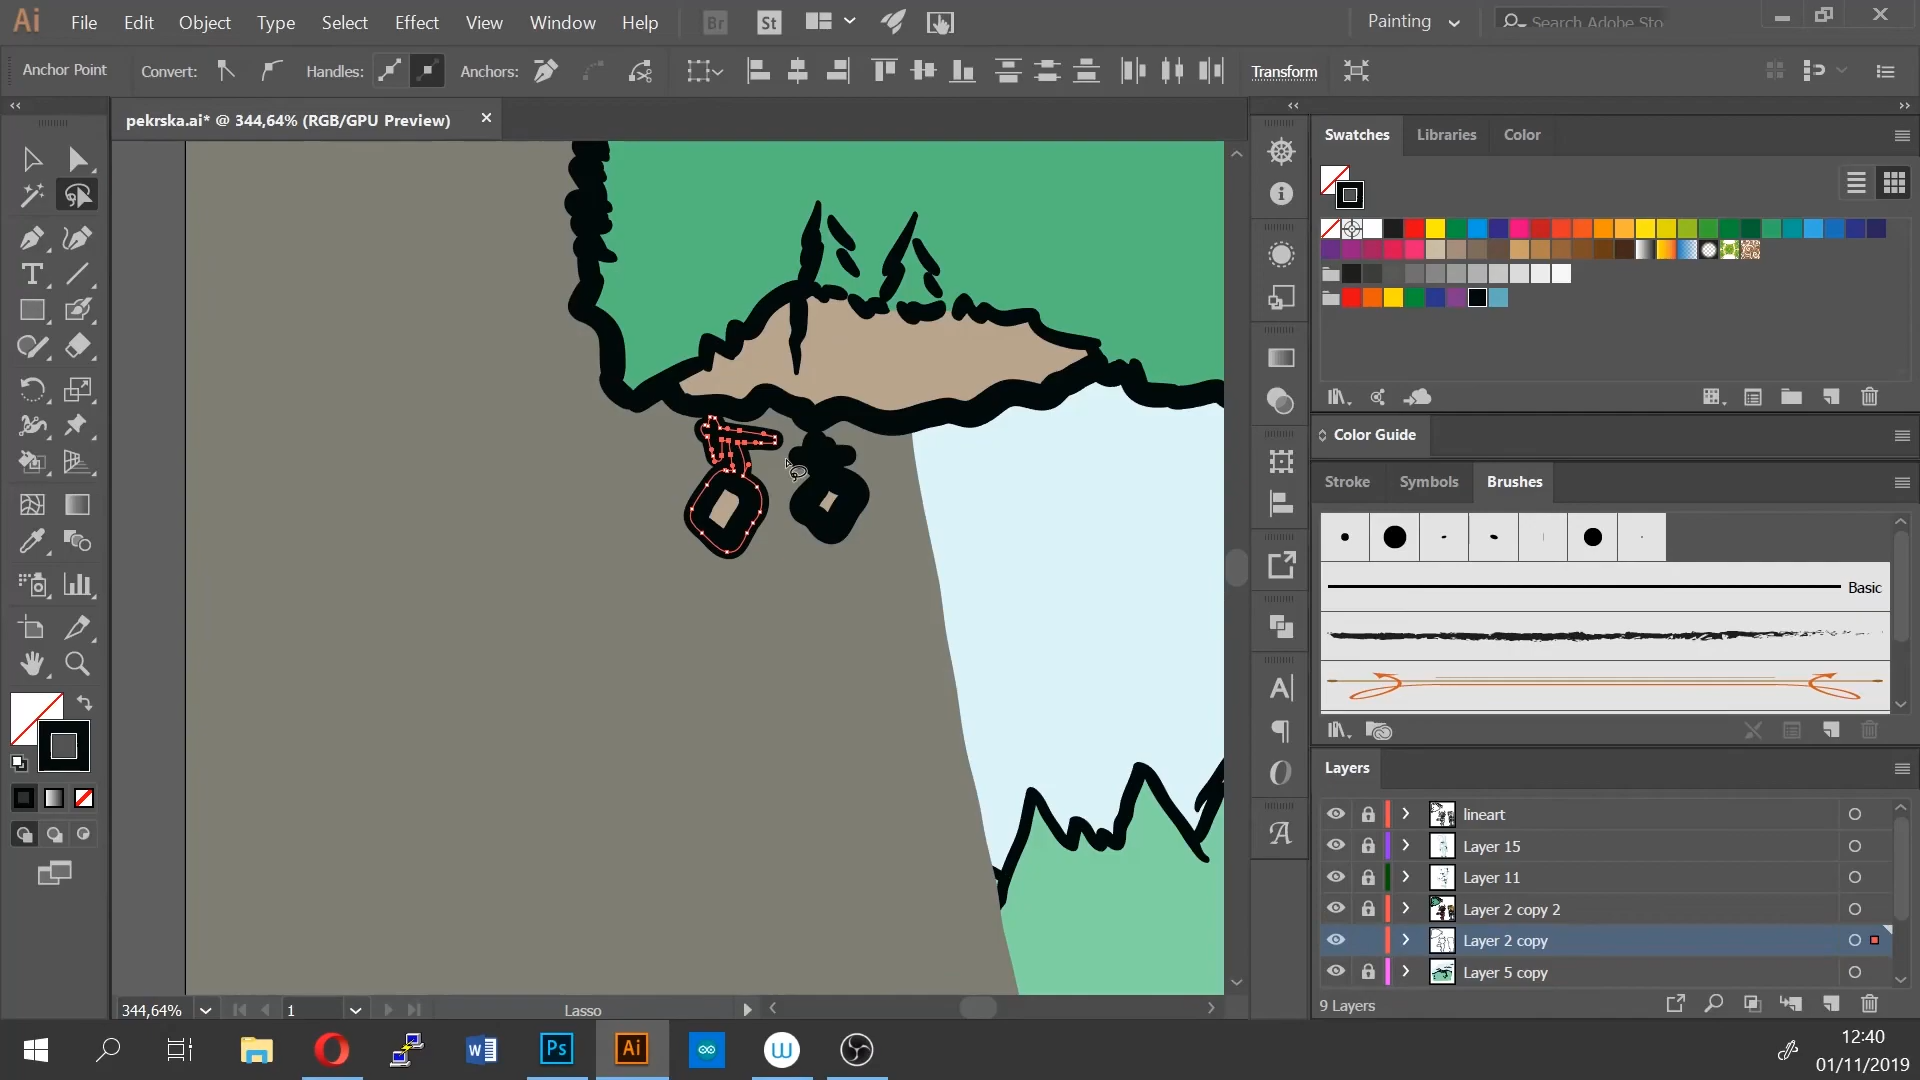 Ai File Edit Object Type Select Effect View Window Help Br St Painting Search Adobe Sto
Anchor Point Convert: Handles: Anchors: Transform
pekrska.ai* @ 344,64% (RGB/GPU Preview)
Swatches Libraries Color
Color Guide
Stroke Symbols Brushes
Basic
Layers
lineart
Layer 15
Layer 11
Layer 2 copy 2
Layer 2 copy
Layer 5 copy
9 Layers
344,64% 1 Lasso
Ps Ai
12:40
01/11/2019